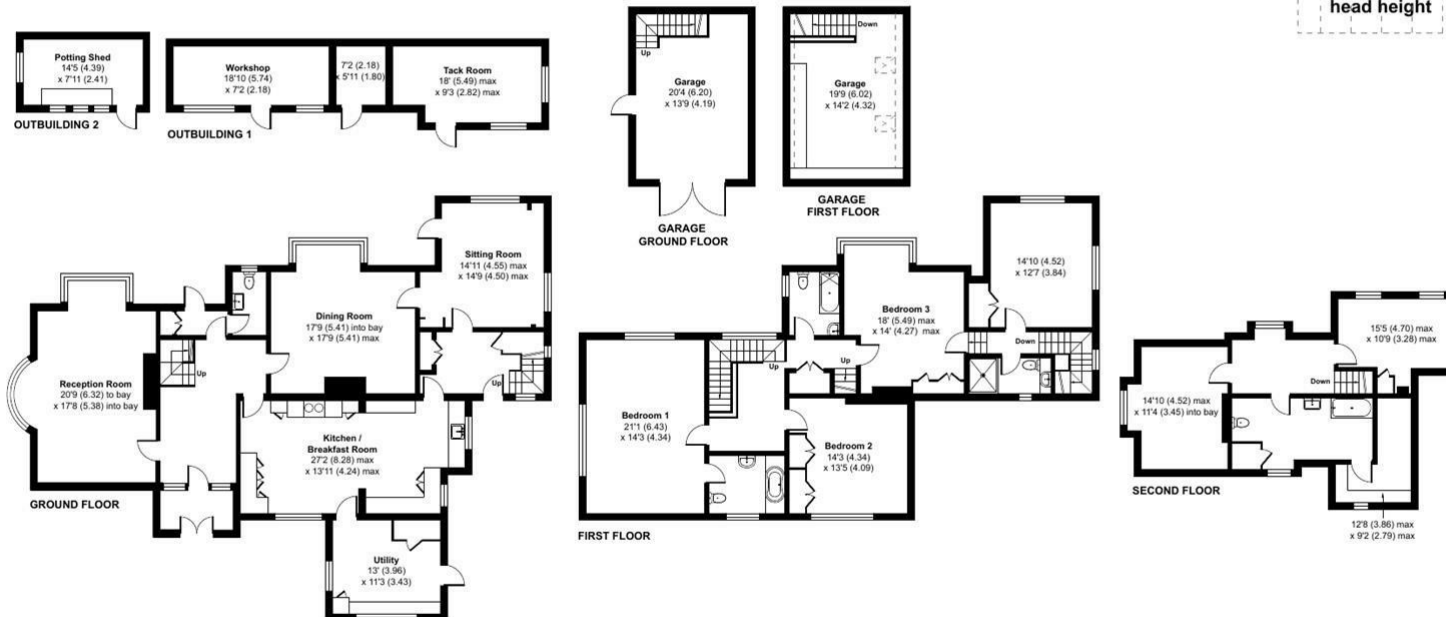 head height
Potting Shed
14'5 (4.39)
x 7'11 (2.41)
OUTBUILDING 2
Workshop
18'10 (5.74)
x 7'2 (2.18)
7'2 (2.18)
x 5'11 (1.80)
Tack Room
18' (5.49) max
x 9'3 (2.82) max
OUTBUILDING 1
Up
Garage
20'4 (6.20)
x 13'9 (4.19)
GARAGE
GROUND FLOOR
Down
Garage
19'9 (6.02)
x 14'2 (4.32)
GARAGE
FIRST FLOOR
Sitting Room
14'11 (4.55) max
x 14'9 (4.50) max
Dining Room
17'9 (5.41) into bay
x 17'9 (5.41) max
Up
Up
Reception Room
20'9 (6.32) to bay
x 17'8 (5.38) into bay
Kitchen /
Breakfast Room
27'2 (8.28) max
x 13'11 (4.24) max
GROUND FLOOR
Utility
13' (3.96)
x 11'3 (3.43)
14'10 (4.52)
x 12'7 (3.84)
Bedroom 3
18' (5.49) max
x 14' (4.27) max
Down
Up
Up
Bedroom 1
21'1 (6.43)
x 14'3 (4.34)
Bedroom 2
14'3 (4.34)
x 13'5 (4.09)
FIRST FLOOR
15'5 (4.70) max
x 10'9 (3.28) max
Down
14'10 (4.52) max
x 11'4 (3.45) into bay
SECOND FLOOR
12'8 (3.86) max
x 9'2 (2.79) max